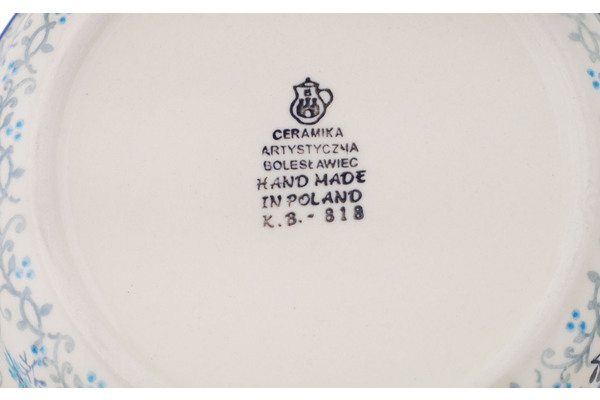 CERAMIKA
ARTYSTYCZNA
BOLESŁAWIEC
HAND MADE
IN POLAND
K.B.- 818